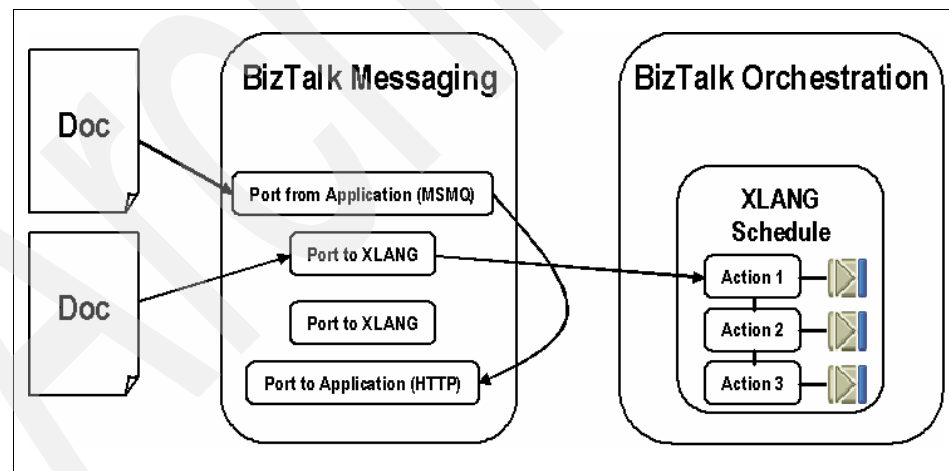 Doc
Doc
BizTalk Messaging
Port from Application (MSMQ)
Port to XLANG
Port to XLANG
Port to Application (HTTP)
BizTalk Orchestration
XLANG
Schedule
Action 1
Action 2
Action 3